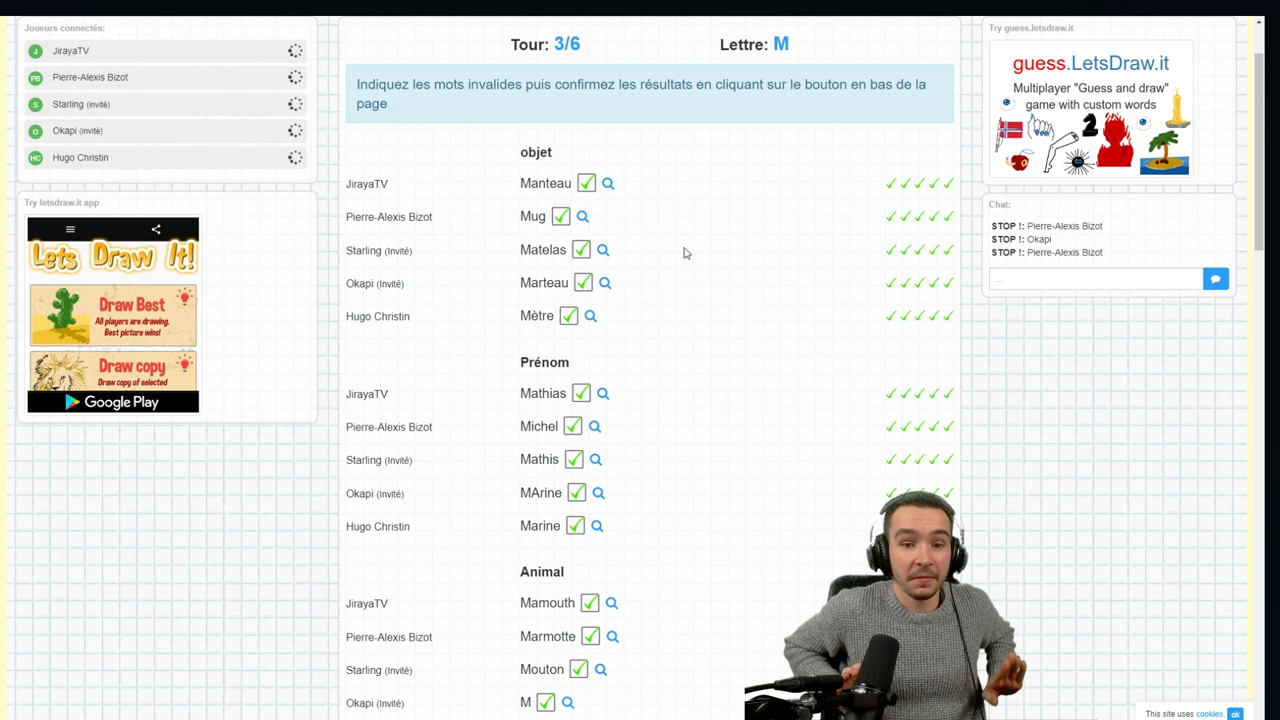 Joueurs connectés:
J JirayaTV
PB Pierre-Alexis Bizot
S Starling (invité)
O Okapi (invité)
HC Hugo Christin
Try letsdraw.it app
Lets Draw It!
Draw Best
All players are drawing.
Best picture wins!
Draw copy
Draw copy of selected
Google Play
Tour: 3/6 Lettre: M
Indiquez les mots invalides puis confirmez les résultats en cliquant sur le bouton en bas de la
page
objet
JirayaTV Manteau
Pierre-Alexis Bizot Mug
Starling (Invité) Matelas
Okapi (Invité) Marteau
Hugo Christin Mètre
Prénom
JirayaTV Mathias
Pierre-Alexis Bizot Michel
Starling (Invité) Mathis
Okapi (Invité) MArine
Hugo Christin Marine
Animal
JirayaTV Mamouth
Pierre-Alexis Bizot Marmotte
Starling (Invité) Mouton
Okapi (Invité) M
Try guess.letsdraw.it
guess.LetsDraw.it
Multiplayer "Guess and draw"
game with custom words
Chat:
STOP !: Pierre-Alexis Bizot
STOP !: Okapi
STOP !: Pierre-Alexis Bizot
...
This site uses cookies. ok